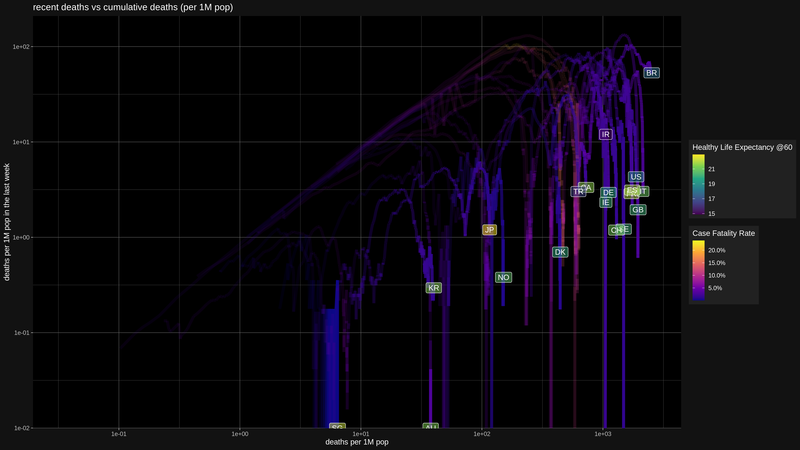 recent deaths vs cumulative deaths (per 1M pop)
1e+02
BR
1e+01
IR
Healthy Life Expectancy @60
21
19
17
15
US
TR
DE
IE
GB
deaths per 1M pop in the last week
1e+00
JP
CH
Case Fatality Rate
20.0%
15.0%
10.0%
5.0%
DK
NO
KR
1e-01
1e-02
1e-01
1e+00
1e+01
1e+02
1e+03
deaths per 1M pop